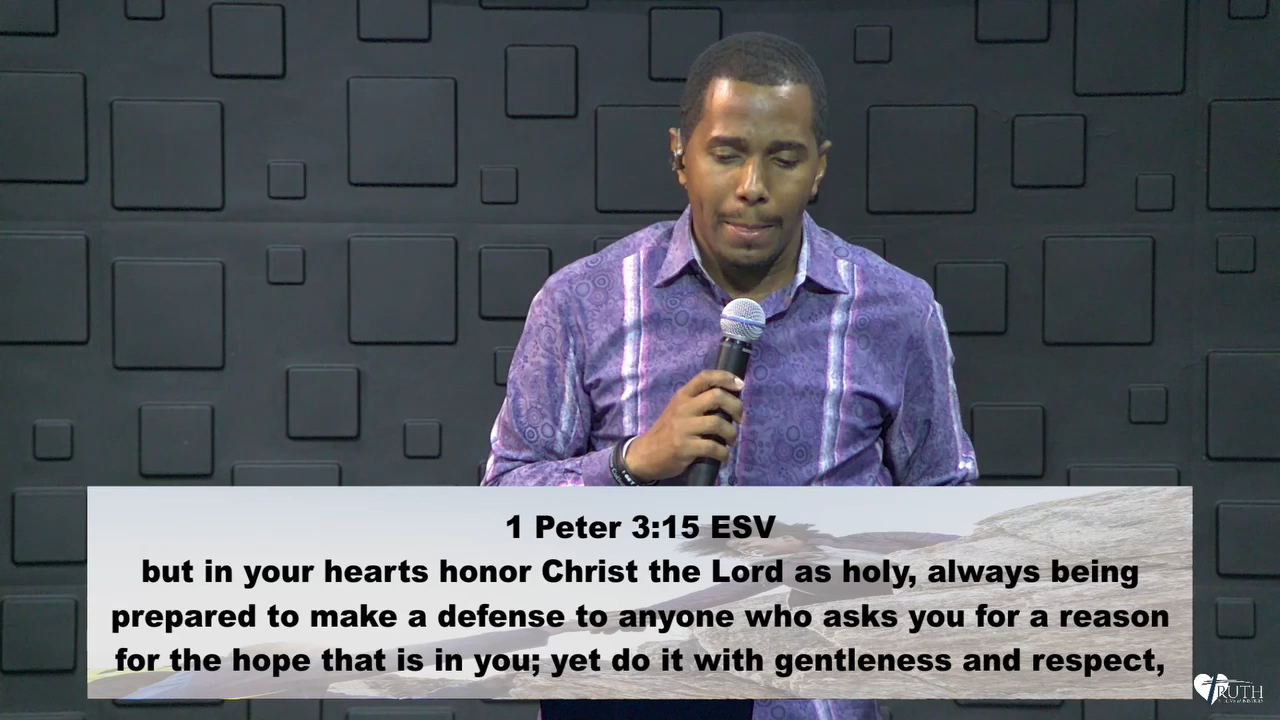 1 Peter 3:15 ESV
but in your hearts honor Christ the Lord as holy, always being
prepared to make a defense to anyone who asks you for a reason
for the hope that is in you; yet do it with gentleness and respect,
TRUTH